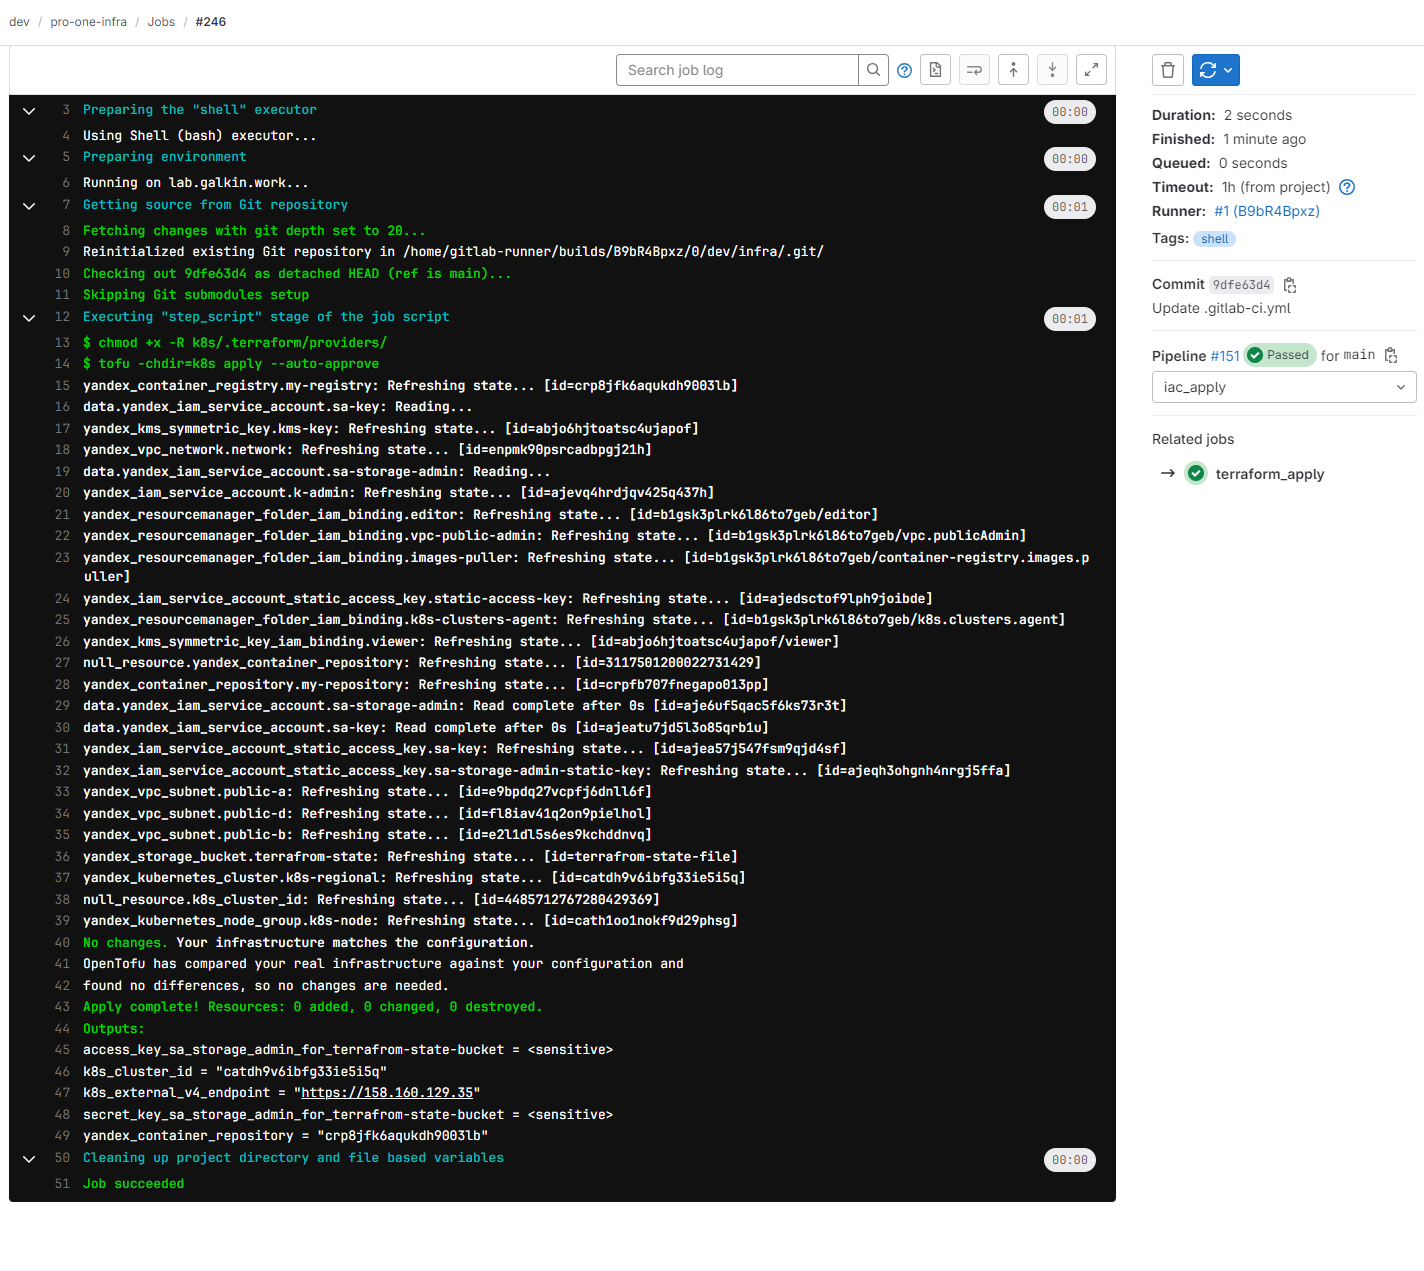 dev / pro-one-infra / Jobs / #246
Search job log
3 Preparing the "shell" executor 00:00
4 Using Shell (bash) executor...
5 Preparing environment 00:00
6 Running on lab.galkin.work...
7 Getting source from Git repository 00:01
8 Fetching changes with git depth set to 20...
9 Reinitialized existing Git repository in /home/gitlab-runner/builds/B9bR4Bpxz/0/dev/infra/.git/
10 Checking out 9dfe63d4 as detached HEAD (ref is main)...
11 Skipping Git submodules setup
12 Executing "step_script" stage of the job script 00:01
13 $ chmod +x -R k8s/.terraform/providers/
14 $ tofu -chdir=k8s apply --auto-approve
15 yandex_container_registry.my-registry: Refreshing state... [id=crp8jfk6aqukdh9003lb]
16 data.yandex_iam_service_account.sa-key: Reading...
17 yandex_kms_symmetric_key.kms-key: Refreshing state... [id=abjo6hjtoatsc4ujapof]
18 yandex_vpc_network.network: Refreshing state... [id=enpmk90psrcadbpgj21h]
19 data.yandex_iam_service_account.sa-storage-admin: Reading...
20 yandex_iam_service_account.k-admin: Refreshing state... [id=ajevq4hrdjqv425q437h]
21 yandex_resourcemanager_folder_iam_binding.editor: Refreshing state... [id=b1gsk3plrk6l86to7geb/editor]
22 yandex_resourcemanager_folder_iam_binding.vpc-public-admin: Refreshing state... [id=b1gsk3plrk6l86to7geb/vpc.publicAdmin]
23 yandex_resourcemanager_folder_iam_binding.images-puller: Refreshing state... [id=b1gsk3plrk6l86to7geb/container-registry.images.p
uller]
24 yandex_iam_service_account_static_access_key.static-access-key: Refreshing state... [id=ajedsctof9lph9joibde]
25 yandex_resourcemanager_folder_iam_binding.k8s-clusters-agent: Refreshing state... [id=b1gsk3plrk6l86to7geb/k8s.clusters.agent]
26 yandex_kms_symmetric_key_iam_binding.viewer: Refreshing state... [id=abjo6hjtoatsc4ujapof/viewer]
27 null_resource.yandex_container_repository: Refreshing state... [id=3117501200022731429]
28 yandex_container_repository.my-repository: Refreshing state... [id=crpfb707fnegapo013pp]
29 data.yandex_iam_service_account.sa-storage-admin: Read complete after 0s [id=aje6uf5qac5f6ks73r3t]
30 data.yandex_iam_service_account.sa-key: Read complete after 0s [id=ajeatu7jd5l3o85qrb1u]
31 yandex_iam_service_account_static_access_key.sa-key: Refreshing state... [id=ajea57j547fsm9qjd4sf]
32 yandex_iam_service_account_static_access_key.sa-storage-admin-static-key: Refreshing state... [id=ajeqh3ohgnh4nrgj5ffa]
33 yandex_vpc_subnet.public-a: Refreshing state... [id=e9bpdq27vcpfj6dnll6f]
34 yandex_vpc_subnet.public-d: Refreshing state... [id=fl8iav41q2on9pielhol]
35 yandex_vpc_subnet.public-b: Refreshing state... [id=e2l1dl5s6es9kchddnvq]
36 yandex_storage_bucket.terrafrom-state: Refreshing state... [id=terrafrom-state-file]
37 yandex_kubernetes_cluster.k8s-regional: Refreshing state... [id=catdh9v6ibfg33ie5i5q]
38 null_resource.k8s_cluster_id: Refreshing state... [id=4485712767280429369]
39 yandex_kubernetes_node_group.k8s-node: Refreshing state... [id=cath1oo1nokf9d29phsg]
40 No changes. Your infrastructure matches the configuration.
41 OpenTofu has compared your real infrastructure against your configuration and
42 found no differences, so no changes are needed.
43 Apply complete! Resources: 0 added, 0 changed, 0 destroyed.
44 Outputs:
45 access_key_sa_storage_admin_for_terrafrom-state-bucket = <sensitive>
46 k8s_cluster_id = "catdh9v6ibfg33ie5i5q"
47 k8s_external_v4_endpoint = "https://158.160.129.35"
48 secret_key_sa_storage_admin_for_terrafrom-state-bucket = <sensitive>
49 yandex_container_repository = "crp8jfk6aqukdh9003lb"
50 Cleaning up project directory and file based variables 00:00
51 Job succeeded
Duration: 2 seconds
Finished: 1 minute ago
Queued: 0 seconds
Timeout: 1h (from project)
Runner: #1 (B9bR4Bpxz)
Tags: shell
Commit 9dfe63d4
Update .gitlab-ci.yml
Pipeline #151 Passed for main
iac_apply
Related jobs
terraform_apply